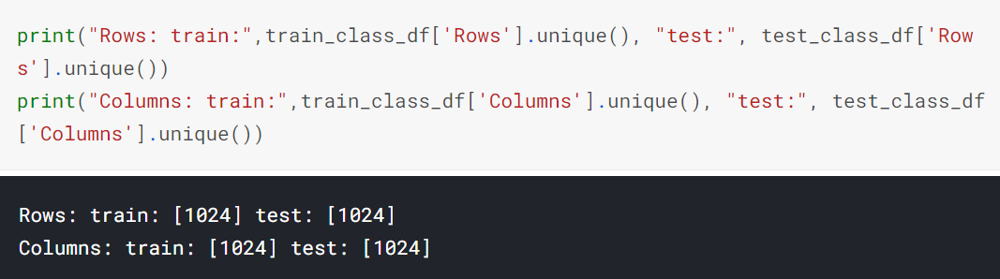 print("Rows: train:",train_class_df['Rows'].unique(), "test:", test_class_df['Row
s'].unique())
print("Columns: train:",train_class_df['Columns'].unique(), "test:", test_class_df
['Columns'].unique())
Rows: train: [1024] test: [1024]
Columns: train: [1024] test: [1024]